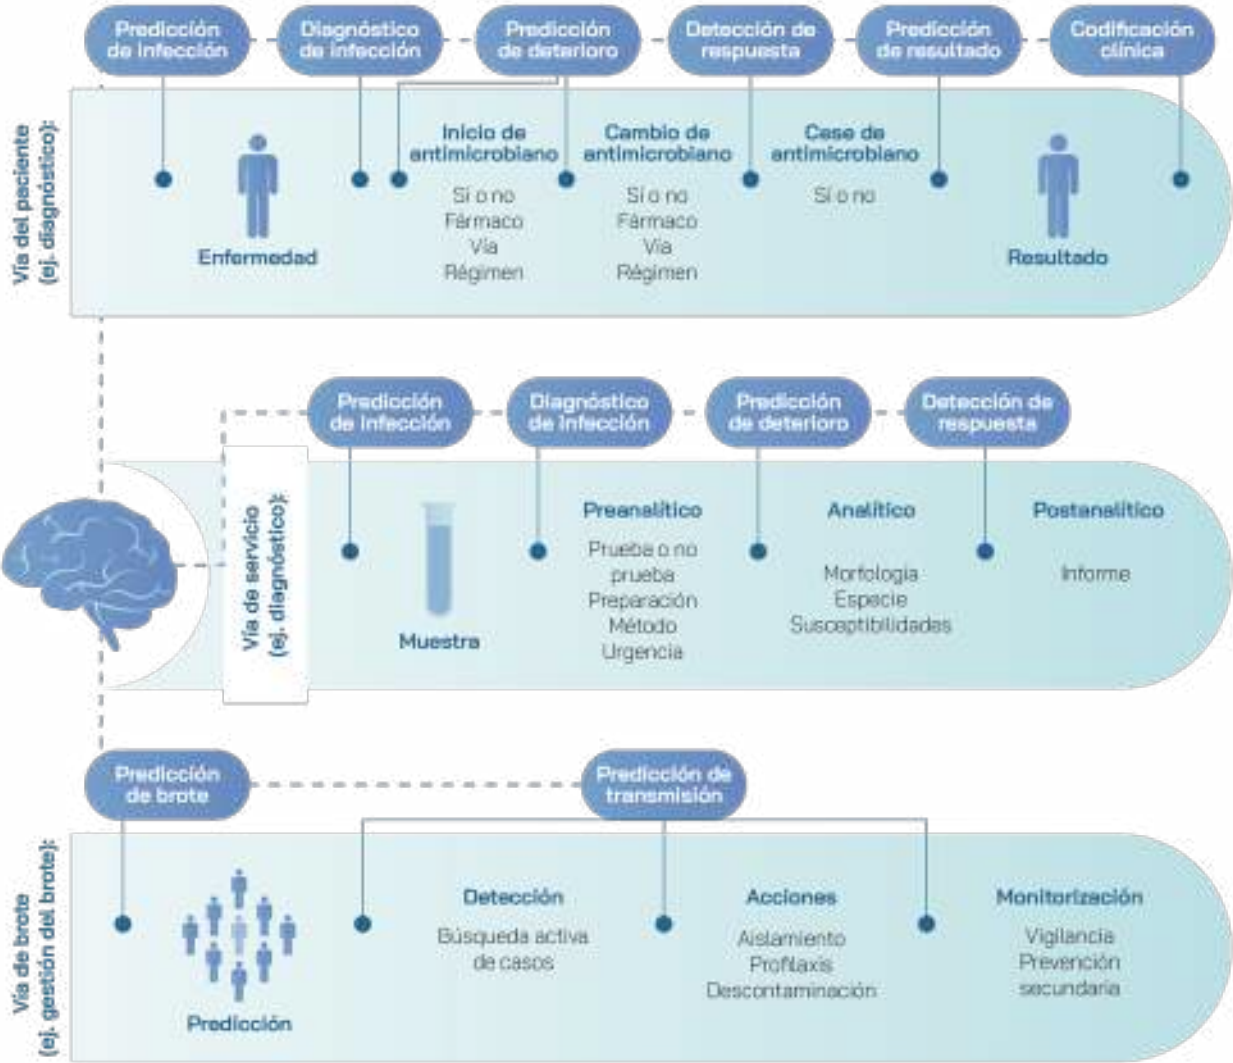 Predicción
de infección
Diagnóstico
de infección
Predicción
de deterioro
Detección de
respuesta
Predicción
de resultado
Codificación
clínica
Vía del paciente
(ej. diagnóstico):
Enfermedad
Inicio de
antimicrobiano
Sí o no
Fármaco
Vía
Régimen
Cambio de
antimicrobiano
Sí o no
Fármaco
Vía
Régimen
Cese de
antimicrobiano
Sí o no
Resultado
Predicción
de infección
Diagnóstico
de infección
Predicción
de deterioro
Detección de
respuesta
Vía de servicio
(ej. diagnóstico):
Muestra
Preanalítico
Prueba o no
prueba
Preparación
Método
Urgencia
Analítico
Morfología
Especie
Susceptibilidades
Postanalítico
Informe
Predicción
de brote
Predicción de
transmisión
Vía de brote
(ej. gestión del brote):
Predicción
Detección
Búsqueda activa
de casos
Acciones
Aislamiento
Profilaxis
Descontaminación
Monitorización
Vigilancia
Prevención
secundaria